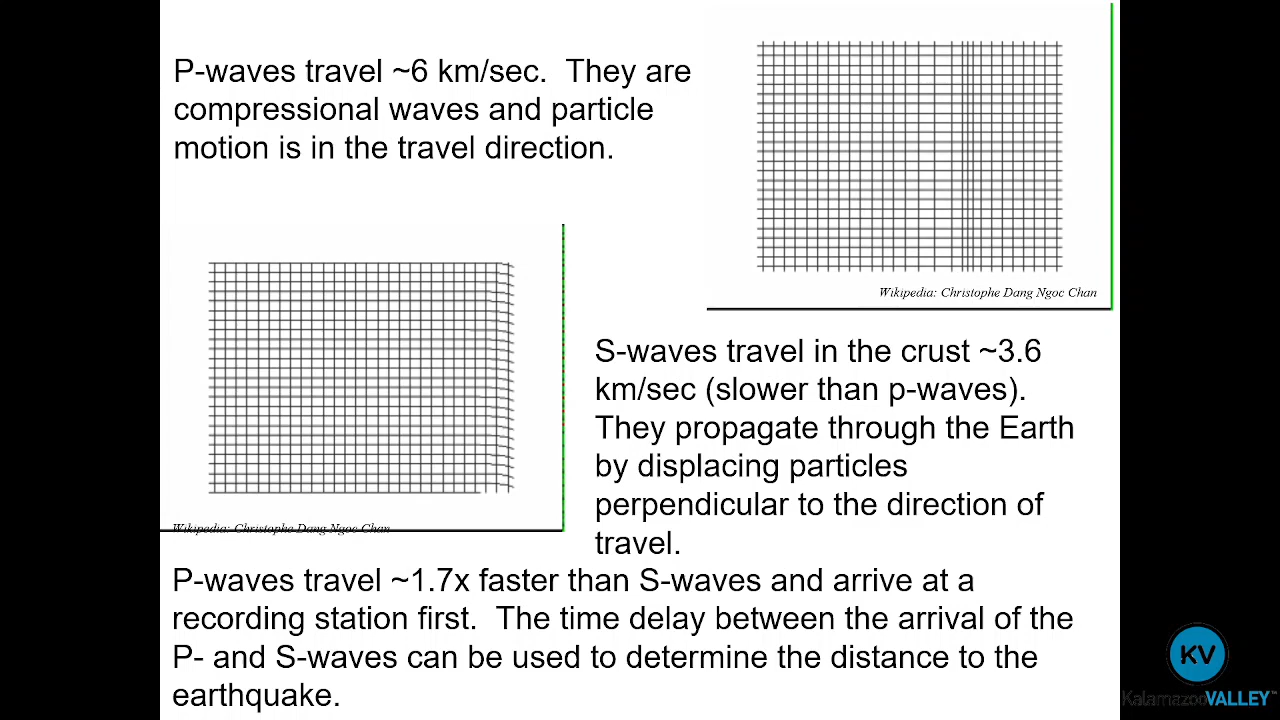 P-waves travel ~6 km/sec.  They are
compressional waves and particle
motion is in the travel direction.
Wikipedia: Christophe Dang Ngoc Chan
S-waves travel in the crust ~3.6
km/sec (slower than p-waves).
They propagate through the Earth
by displacing particles
perpendicular to the direction of
travel.
Wikipedia: Christophe Dang Ngoc Chan
P-waves travel ~1.7x faster than S-waves and arrive at a
recording station first.  The time delay between the arrival of the
P- and S-waves can be used to determine the distance to the
earthquake.
KV
KalamazooVALLEY™